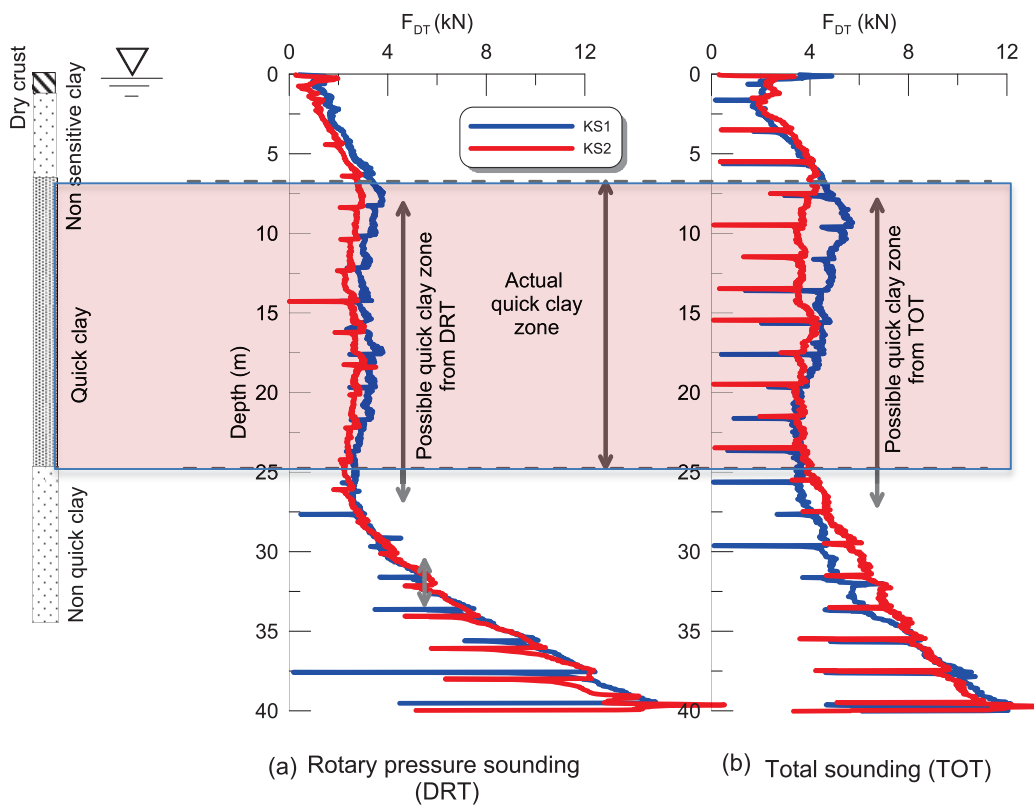 F_DT (kN)
0 4 8 12
F_DT (kN)
0 4 8 12
Dry crust
Non sensitive clay
Quick clay
Non quick clay
Depth (m)
0
5
10
15
20
25
30
35
40
KS1
KS2
Possible quick clay zone
from DRT
Actual
quick clay
zone
0
5
10
15
20
25
30
35
40
Possible quick clay zone
from TOT
(a) Rotary pressure sounding
(DRT)
(b) Total sounding (TOT)